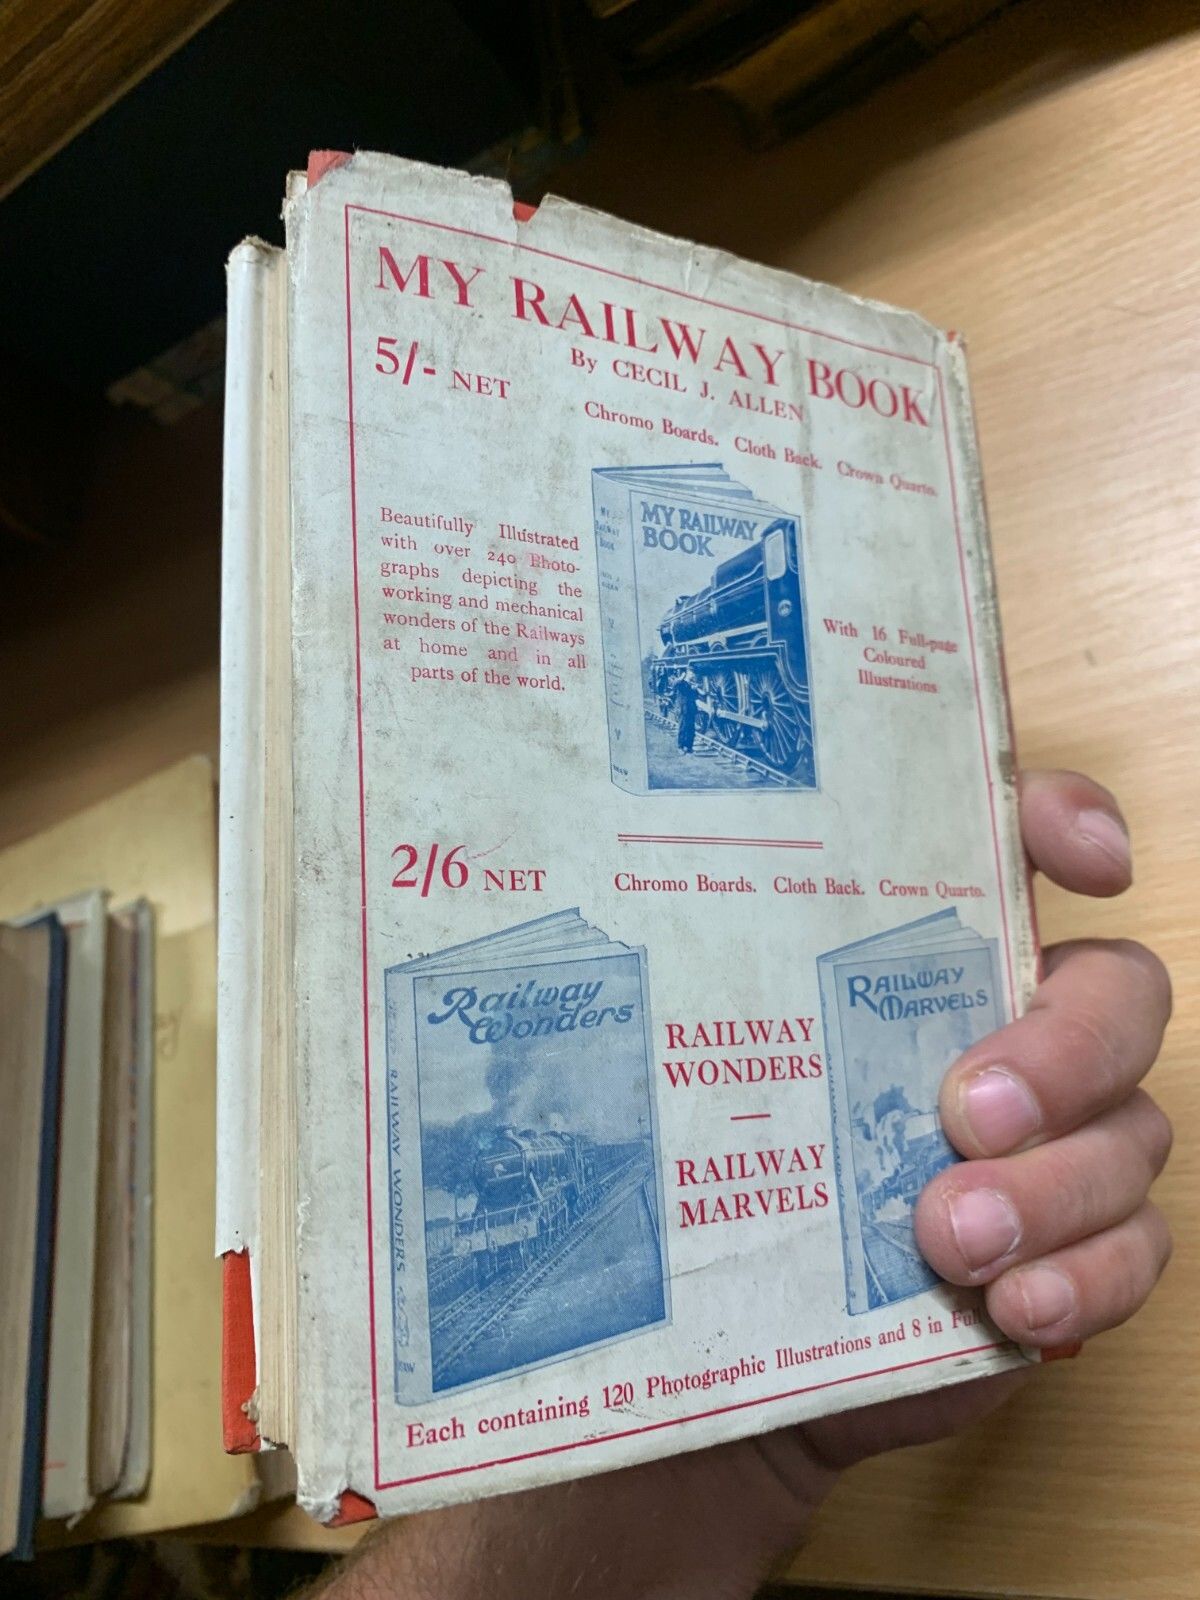 MY RAILWAY BOOK
5/- NET
By CECIL J. ALLEN
Chromo Boards. Cloth Back. Crown Quarto.
Beautifully Illustrated
with over 240 Photo-
graphs depicting the
working and mechanical
wonders of the Railways
at home and in all
parts of the world.
MY RAILWAY
BOOK
MY
RAILWAY
BOOK
With 16 Full-page
Coloured
Illustrations
2/6 NET
Chromo Boards. Cloth Back. Crown Quarto.
Railway
Wonders
RAILWAY WONDERS
RAILWAY
WONDERS
RAILWAY
MARVELS
RAILWAY
MARVELS
Each containing 120 Photographic Illustrations and 8 in